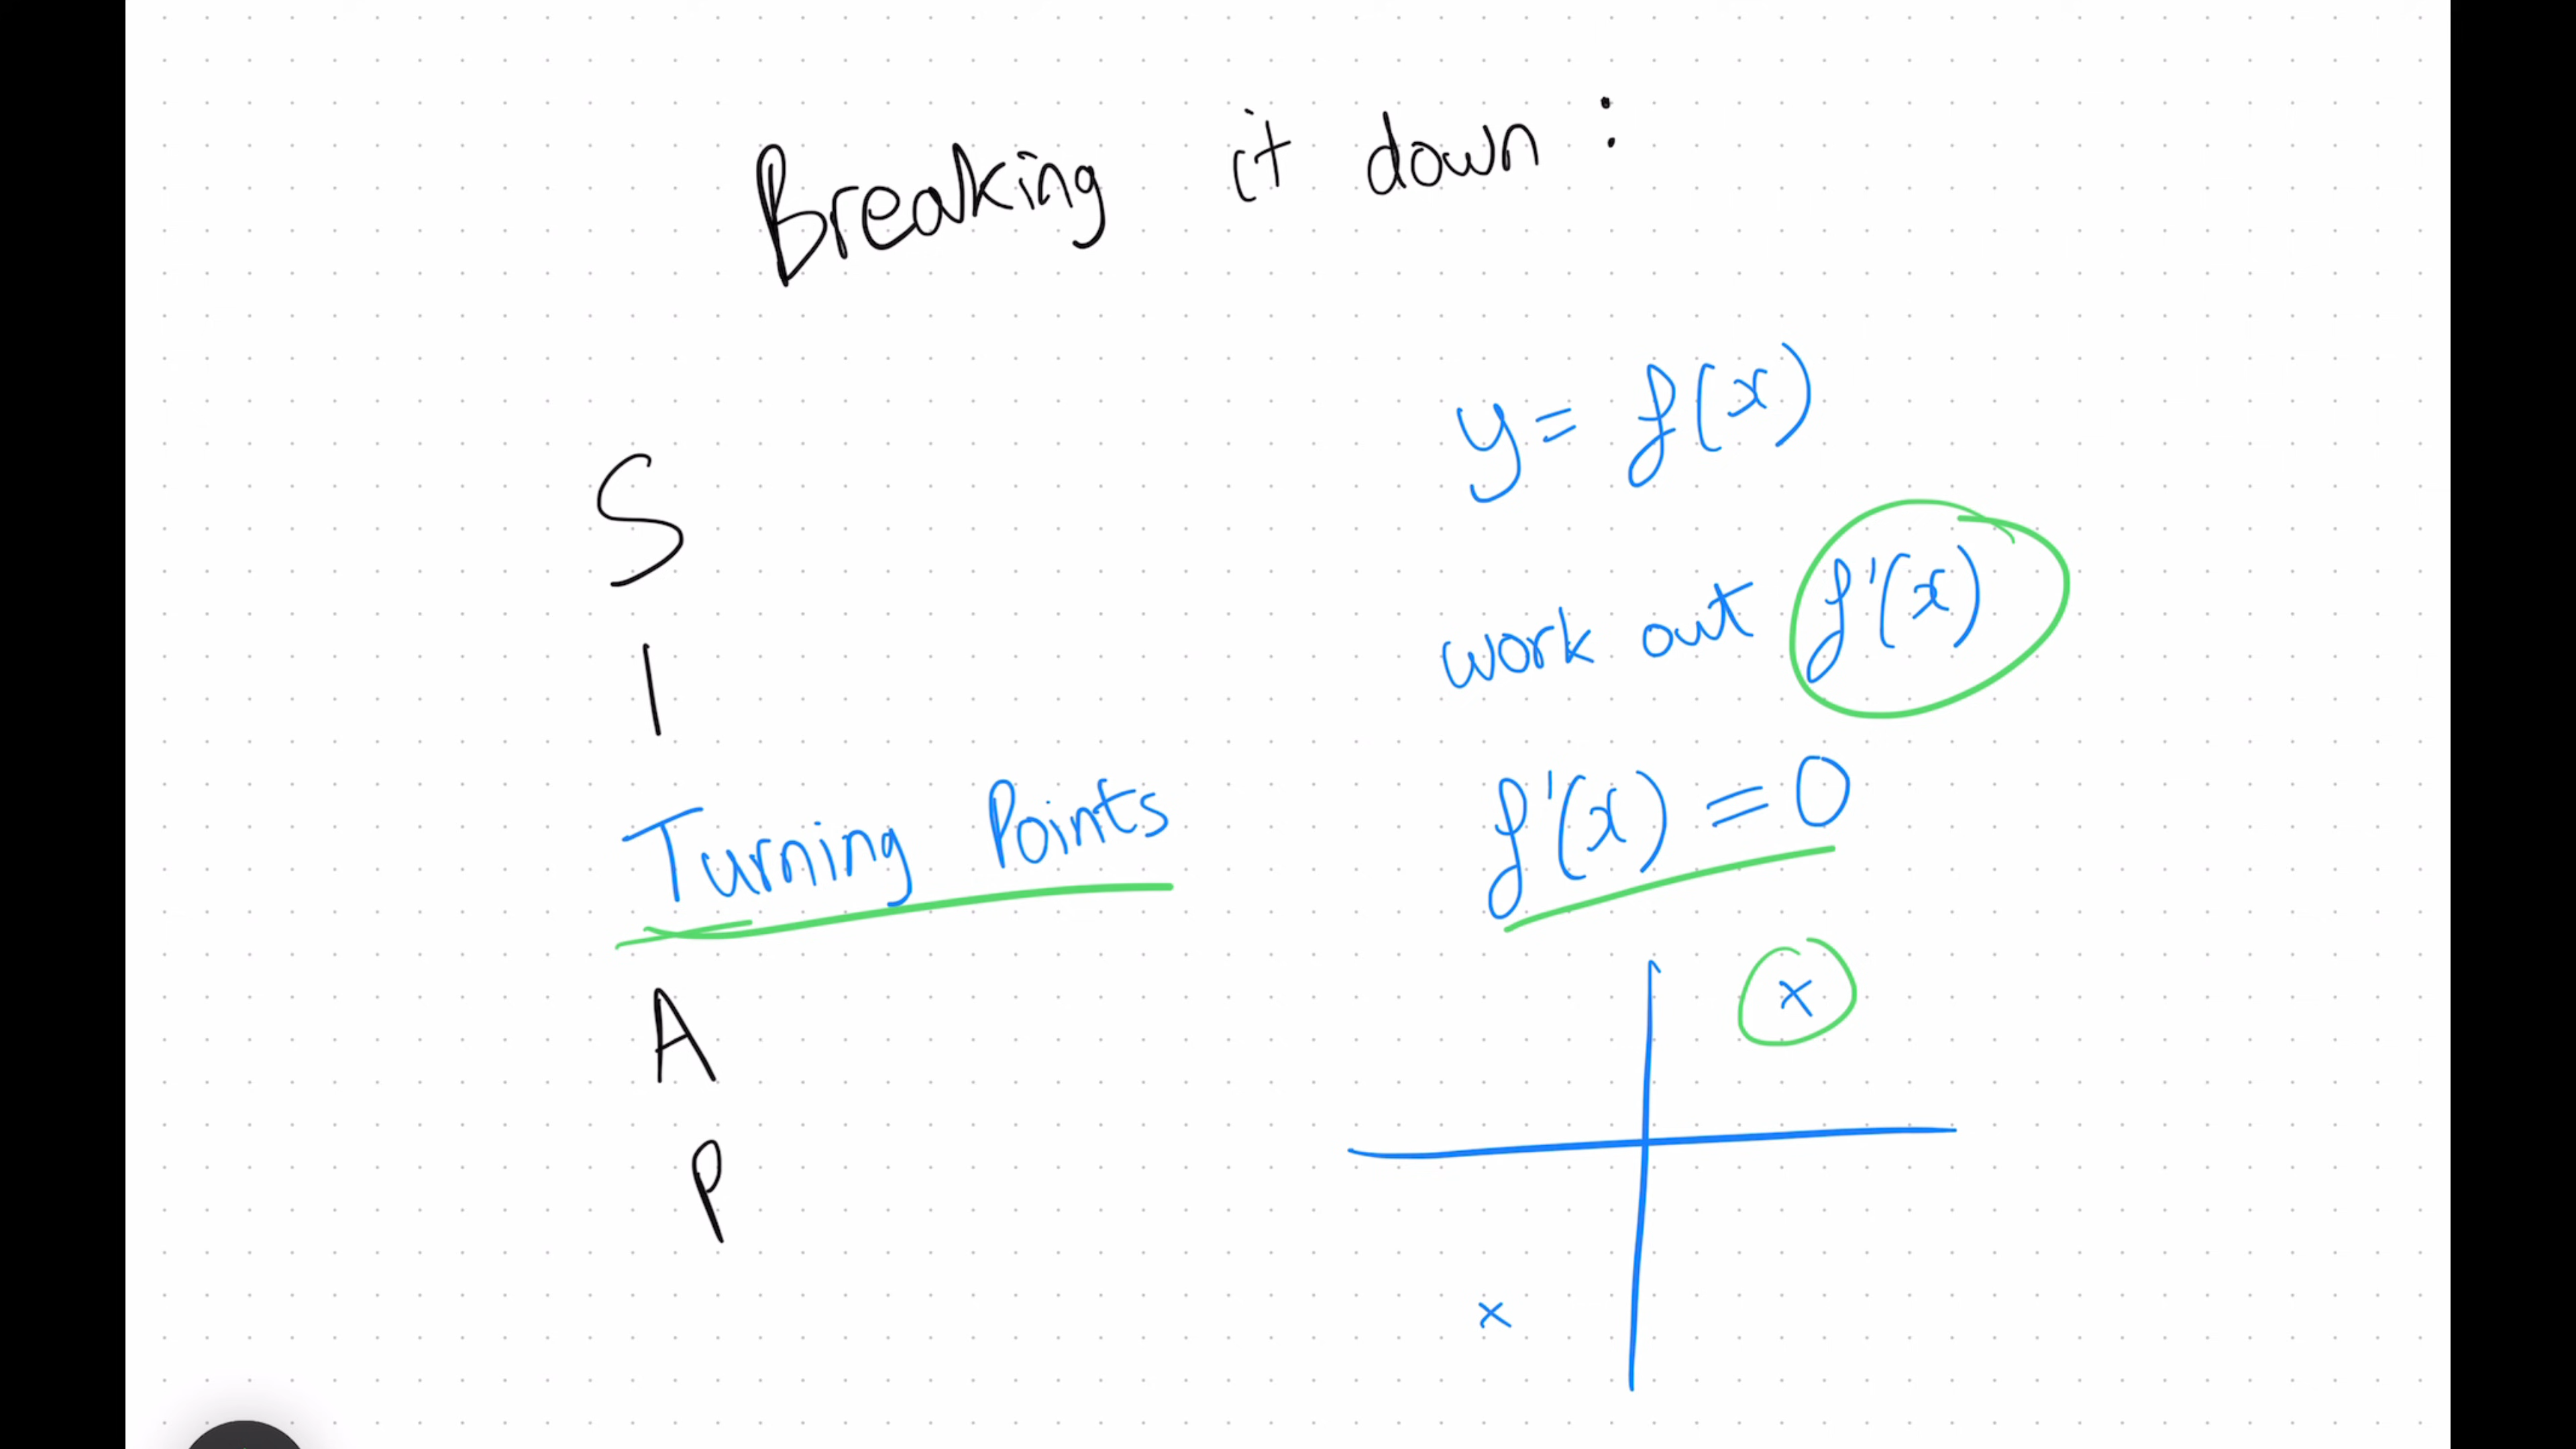 Breaking it down :
y = f(x)
S
work out f'(x)
I
Turning Points
f'(x) = 0
x
A
P
x